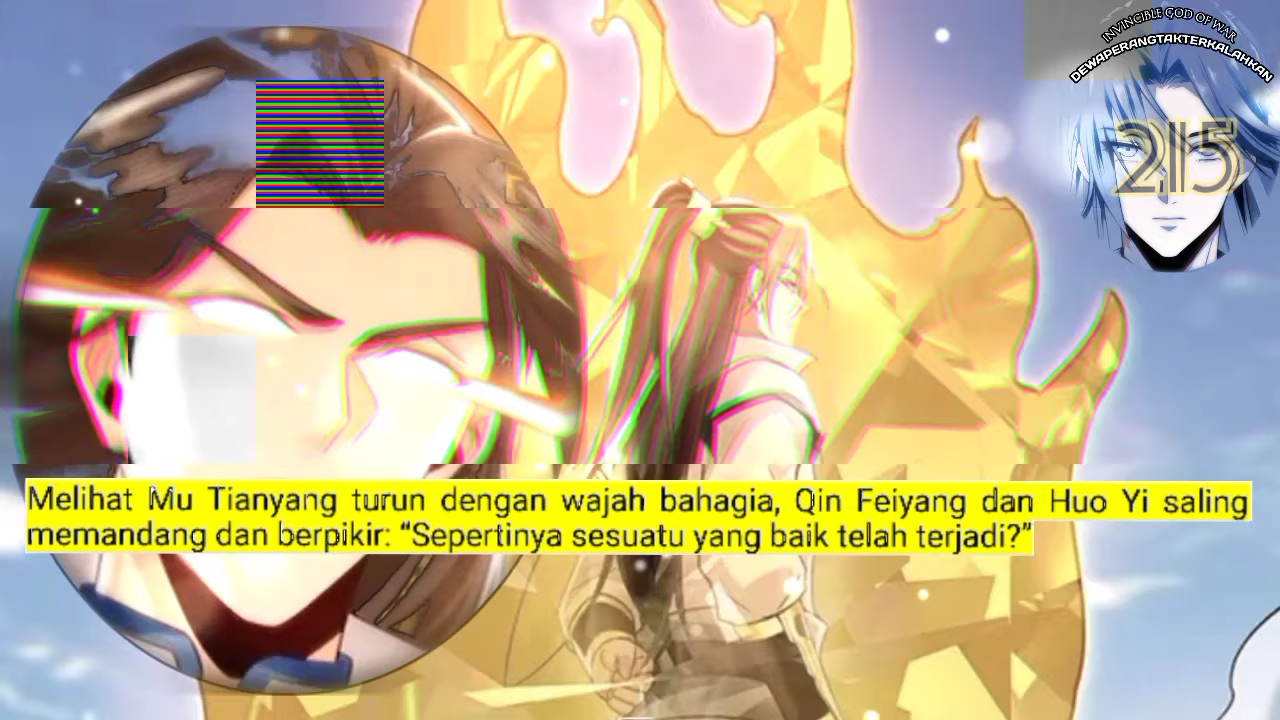 INVINCIBLE GOD OF WAR
DEWAPERANGTAKTERKALAHKAN
215
Melihat Mu Tianyang turun dengan wajah bahagia, Qin Feiyang dan Huo Yi saling
memandang dan berpikir: “Sepertinya sesuatu yang baik telah terjadi?”